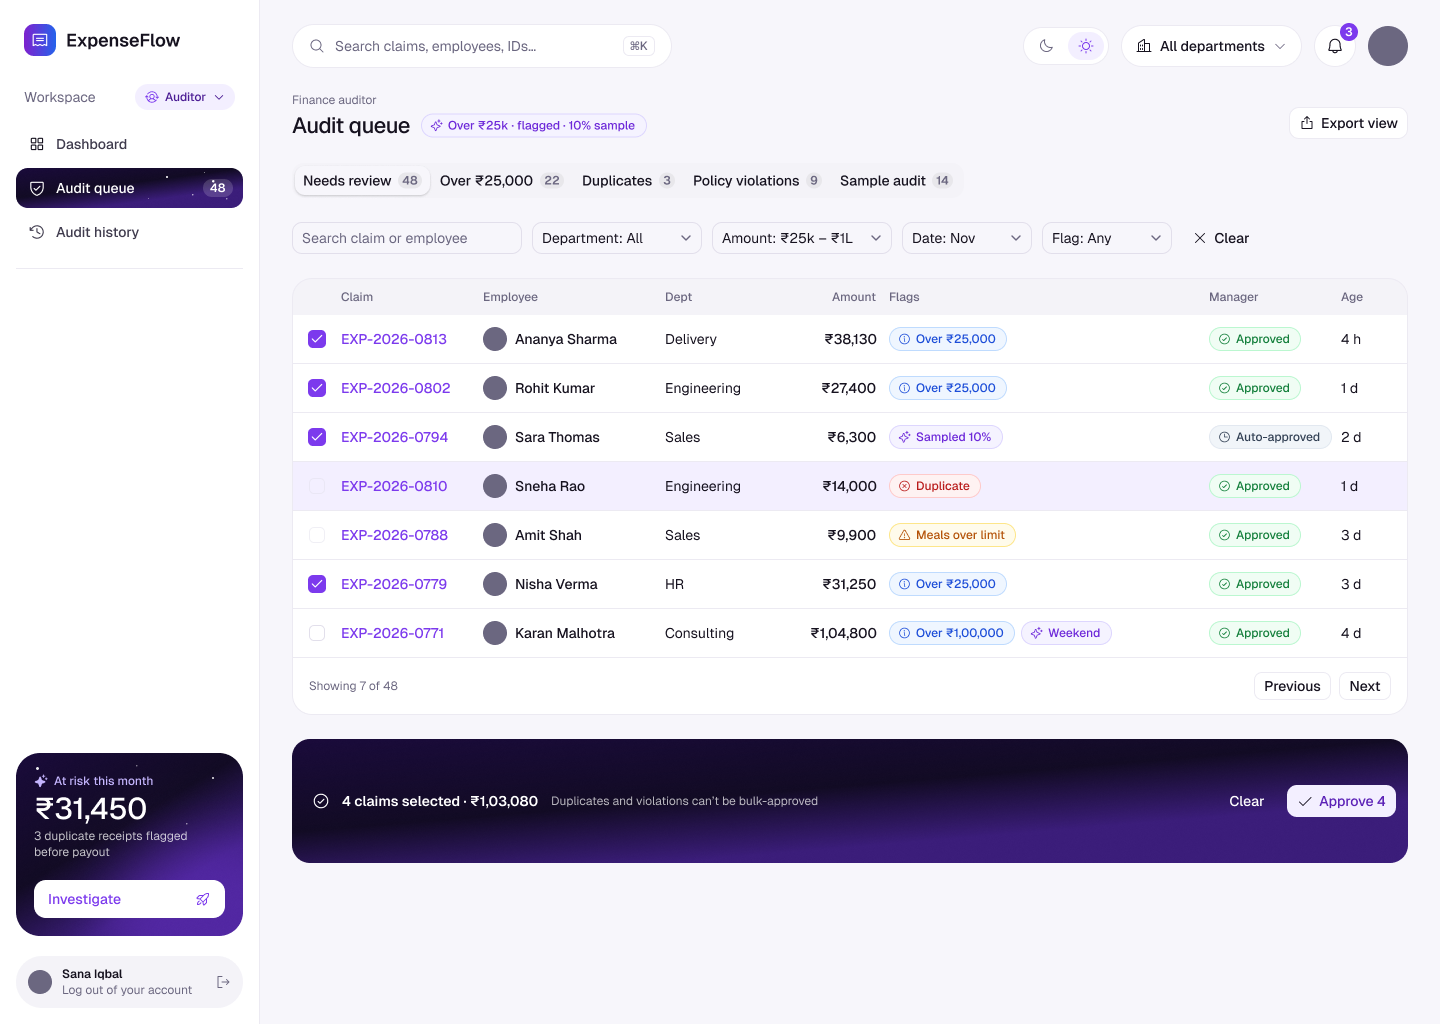 ExpenseFlow
Workspace
Auditor
Dashboard
Audit queue 48
Audit history
At risk this month
₹31,450
3 duplicate receipts flagged
before payout
Investigate
Sana Iqbal
Log out of your account
Search claims, employees, IDs... ⌘K
All departments
3
Finance auditor
Audit queue
Over ₹25k · flagged · 10% sample
Export view
Needs review 48 Over ₹25,000 22 Duplicates 3 Policy violations 9 Sample audit 14
Search claim or employee Department: All Amount: ₹25k – ₹1L Date: Nov Flag: Any Clear
Claim Employee Dept Amount Flags Manager Age
EXP-2026-0813 Ananya Sharma Delivery ₹38,130 Over ₹25,000 Approved 4 h
EXP-2026-0802 Rohit Kumar Engineering ₹27,400 Over ₹25,000 Approved 1 d
EXP-2026-0794 Sara Thomas Sales ₹6,300 Sampled 10% Auto-approved 2 d
EXP-2026-0810 Sneha Rao Engineering ₹14,000 Duplicate Approved 1 d
EXP-2026-0788 Amit Shah Sales ₹9,900 Meals over limit Approved 3 d
EXP-2026-0779 Nisha Verma HR ₹31,250 Over ₹25,000 Approved 3 d
EXP-2026-0771 Karan Malhotra Consulting ₹1,04,800 Over ₹1,00,000 Weekend Approved 4 d
Showing 7 of 48 Previous Next
4 claims selected · ₹1,03,080 Duplicates and violations can't be bulk-approved Clear Approve 4